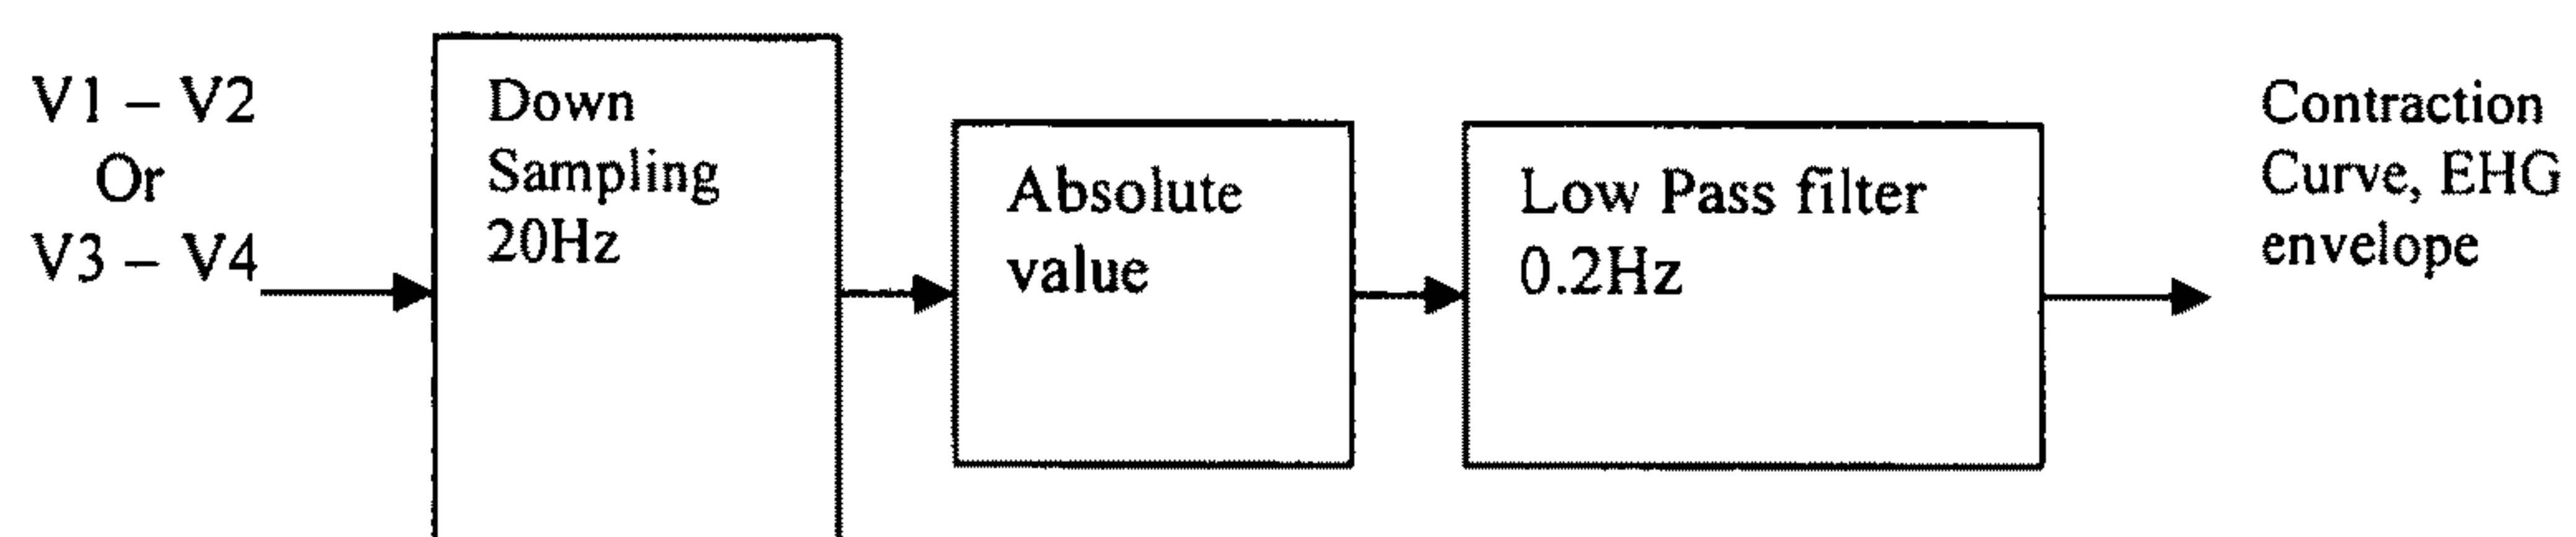 V1 – V2
Or
V3 – V4
Down
Sampling
20Hz
Absolute
value
Low Pass filter
0.2Hz
Contraction
Curve, EHG
envelope